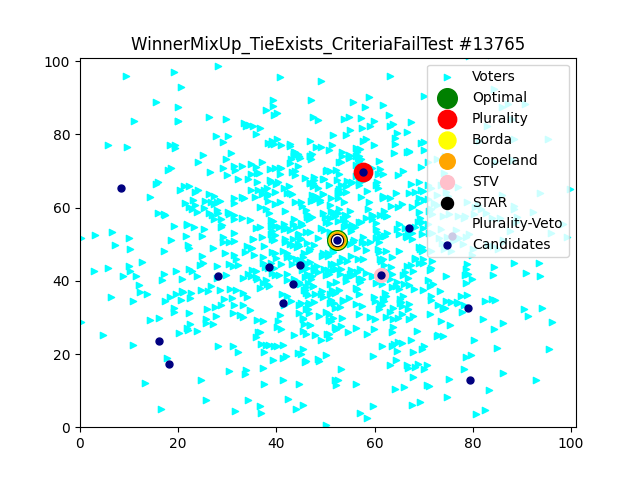 WinnerMixUp_TieExists_CriteriaFailTest #13765
Voters
Optimal
Plurality
Borda
Copeland
STV
STAR
Plurality-Veto
Candidates
100
80
60
40
20
0
0 20 40 60 80 100